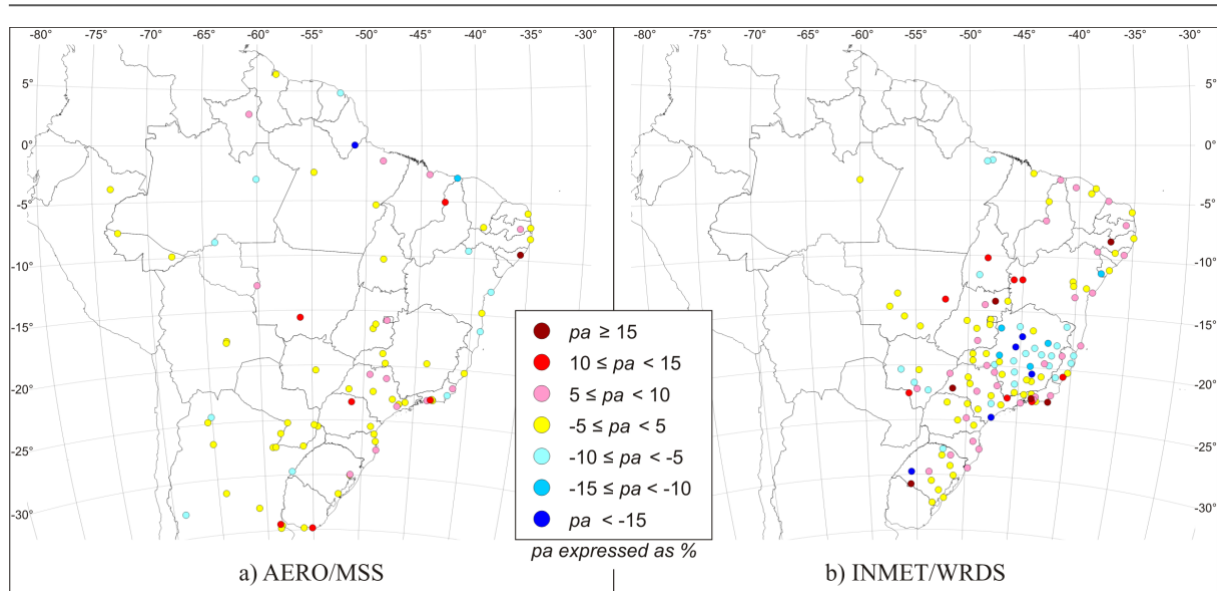 -80° -75° -70° -65° -60° -55° -50° -45° -40° -35°
-80° -75° -70° -65° -60° -55° -50° -45° -40° -35°
5° 5°
0° 0°
-5° -5°
-10° -10°
-15° -15°
-20° -20°
-25° -25°
-30° -30°
pa ≥ 15
10 ≤ pa < 15
5 ≤ pa < 10
-5 ≤ pa < 5
-10 ≤ pa < -5
-15 ≤ pa < -10
pa < -15
pa expressed as %
a) AERO/MSS
b) INMET/WRDS